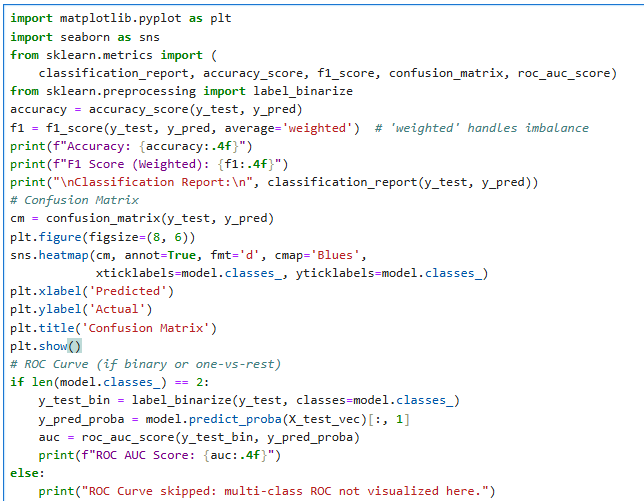 import matplotlib.pyplot as plt
import seaborn as sns
from sklearn.metrics import (
    classification_report, accuracy_score, f1_score, confusion_matrix, roc_auc_score)
from sklearn.preprocessing import label_binarize
accuracy = accuracy_score(y_test, y_pred)
f1 = f1_score(y_test, y_pred, average='weighted')  # 'weighted' handles imbalance
print(f"Accuracy: {accuracy:.4f}")
print(f"F1 Score (Weighted): {f1:.4f}")
print("\nClassification Report:\n", classification_report(y_test, y_pred))
# Confusion Matrix
cm = confusion_matrix(y_test, y_pred)
plt.figure(figsize=(8, 6))
sns.heatmap(cm, annot=True, fmt='d', cmap='Blues',
            xticklabels=model.classes_, yticklabels=model.classes_)
plt.xlabel('Predicted')
plt.ylabel('Actual')
plt.title('Confusion Matrix')
plt.show()
# ROC Curve (if binary or one-vs-rest)
if len(model.classes_) == 2:
    y_test_bin = label_binarize(y_test, classes=model.classes_)
    y_pred_proba = model.predict_proba(X_test_vec)[:, 1]
    auc = roc_auc_score(y_test_bin, y_pred_proba)
    print(f"ROC AUC Score: {auc:.4f}")
else:
    print("ROC Curve skipped: multi-class ROC not visualized here.")